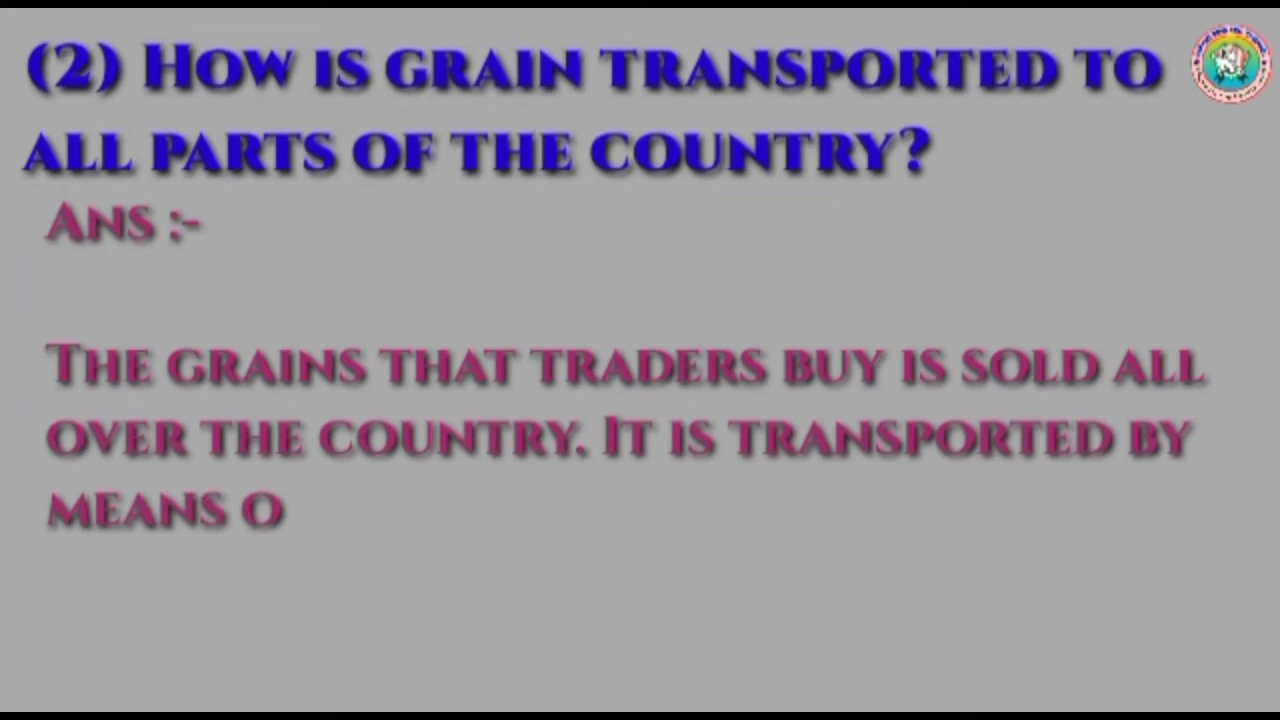 (2) How is gran transported to
all parts of the country?
Ans :-
The grains that traders buy is sold all
over the country. It is transported by
means o